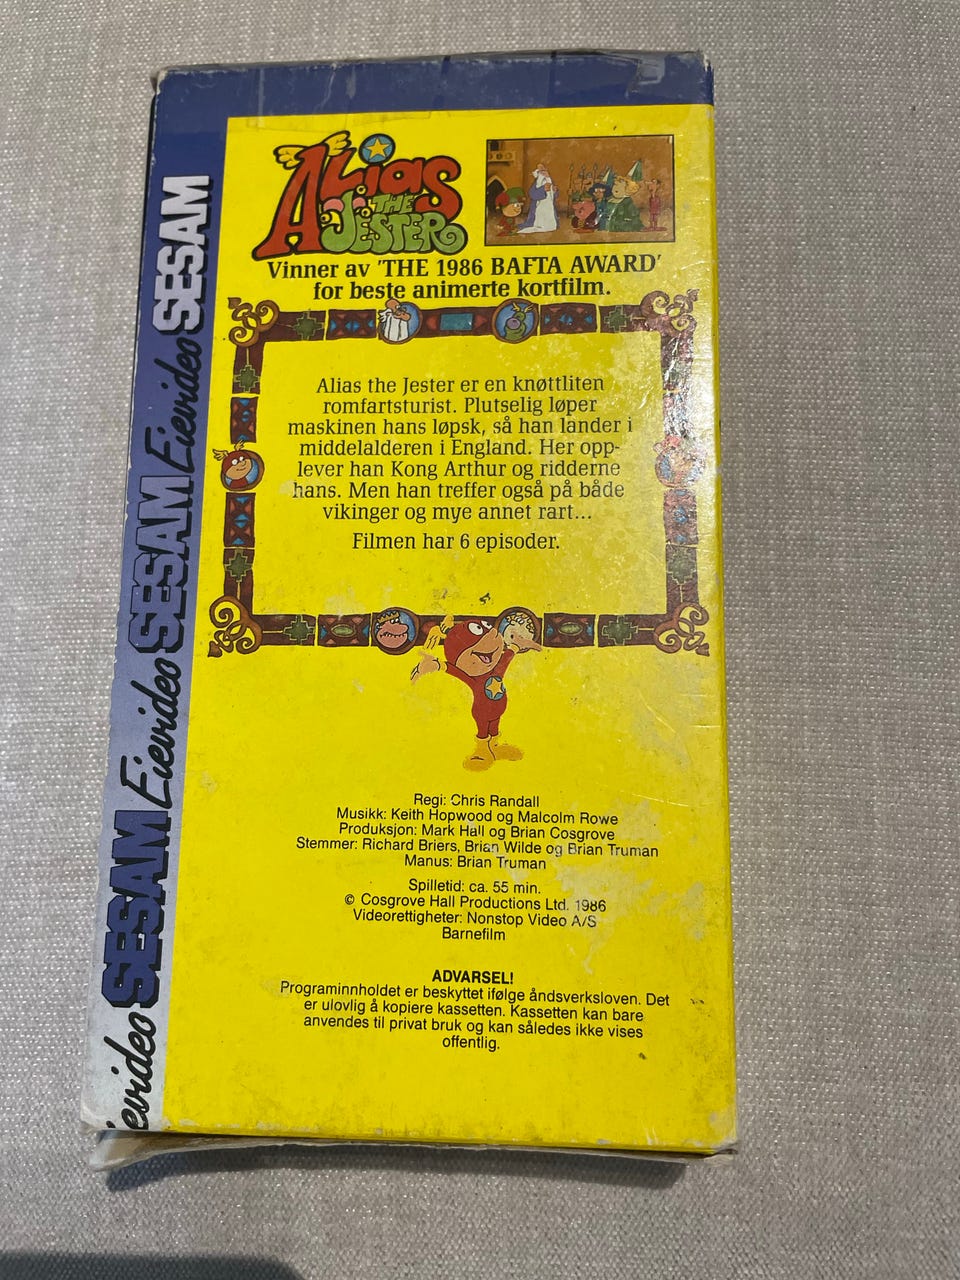 Alias
THE
JESTER
Vinner av 'THE 1986 BAFTA AWARD'
for beste animerte kortfilm.
Alias the Jester er en knøttliten
romfartsturist. Plutselig løper
maskinen hans løpsk, så han lander i
middelalderen i England. Her opp-
lever han Kong Arthur og ridderne
hans. Men han treffer også på både
vikinger og mye annet rart...
Filmen har 6 episoder.
Regi: Chris Randall
Musikk: Keith Hopwood og Malcolm Rowe
Produksjon: Mark Hall og Brian Cosgrove
Stemmer: Richard Briers, Brian Wilde og Brian Truman
Manus: Brian Truman
Spilletid: ca. 55 min.
© Cosgrove Hall Productions Ltd. 1986
Videorettigheter: Nonstop Video A/S
Barnefilm
ADVARSEL!
Programinnholdet er beskyttet ifølge åndsverksloven. Det
er ulovlig å kopiere kassetten. Kassetten kan bare
anvendes til privat bruk og kan således ikke vises
offentlig.
ievideo SESAM Eievideo SESAM Eievideo SESAM